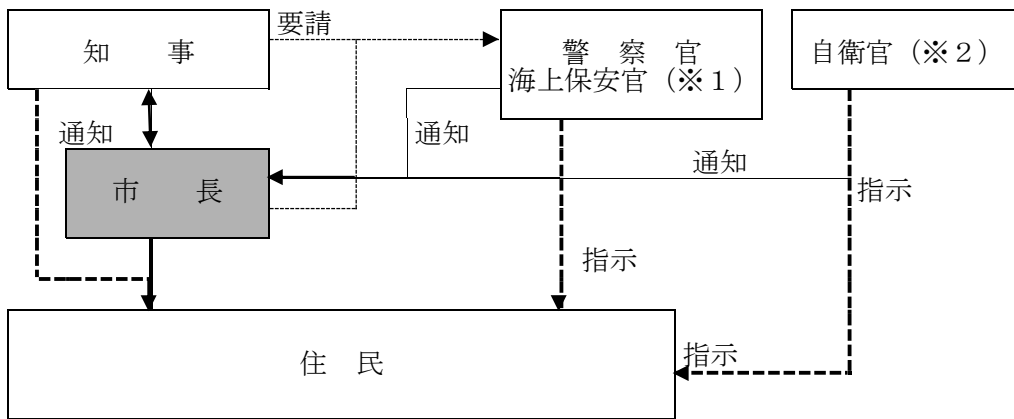 要請
知　　事
警　察　官
海上保安官（※１）
自衛官（※２）
通知
通知
通知
市　　長
指示
指示
住　民
指示